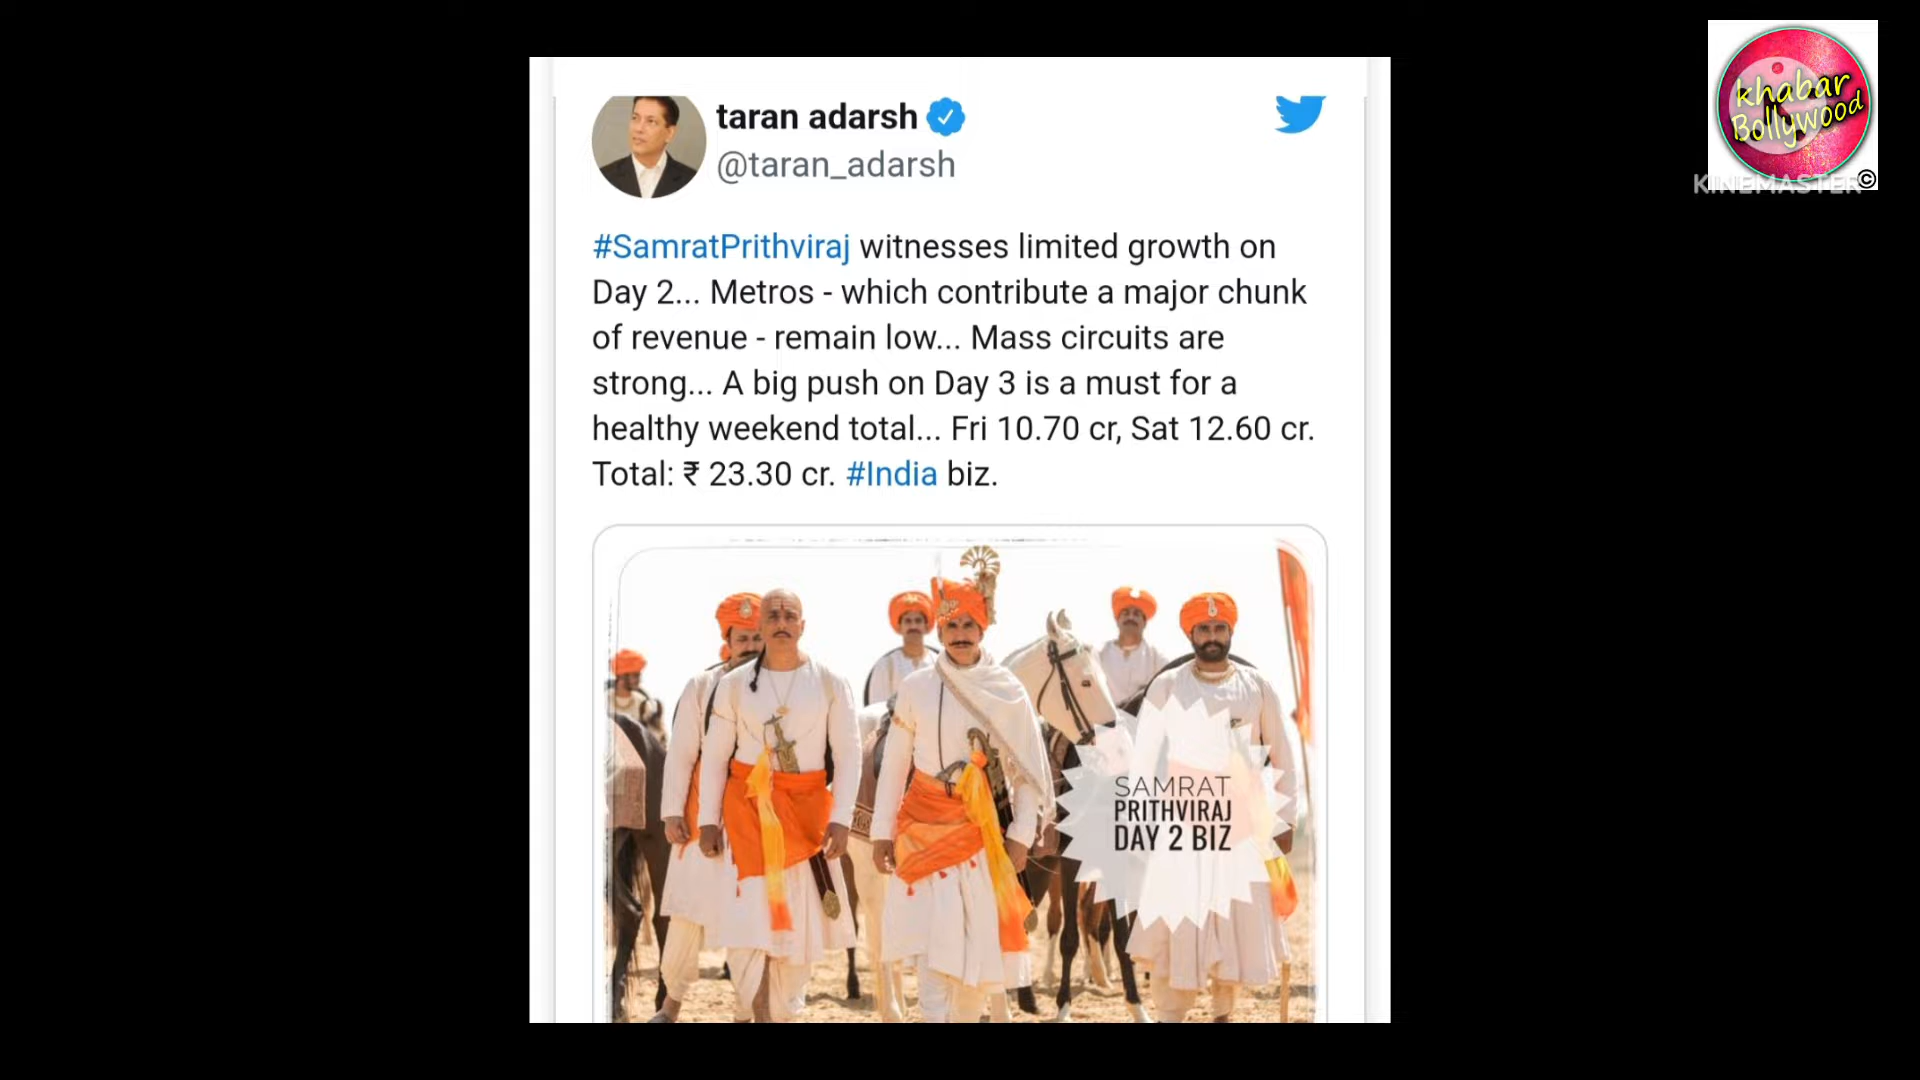 taran adarsh
@taran_adarsh
#SamratPrithviraj witnesses limited growth on
Day 2... Metros - which contribute a major chunk
of revenue - remain low... Mass circuits are
strong... A big push on Day 3 is a must for a
healthy weekend total... Fri 10.70 cr, Sat 12.60 cr.
Total: ₹ 23.30 cr. #India biz.
SAMRAT
PRITHVIRAJ
DAY 2 BIZ
khabar
Bollywood
KINEMASTER
©